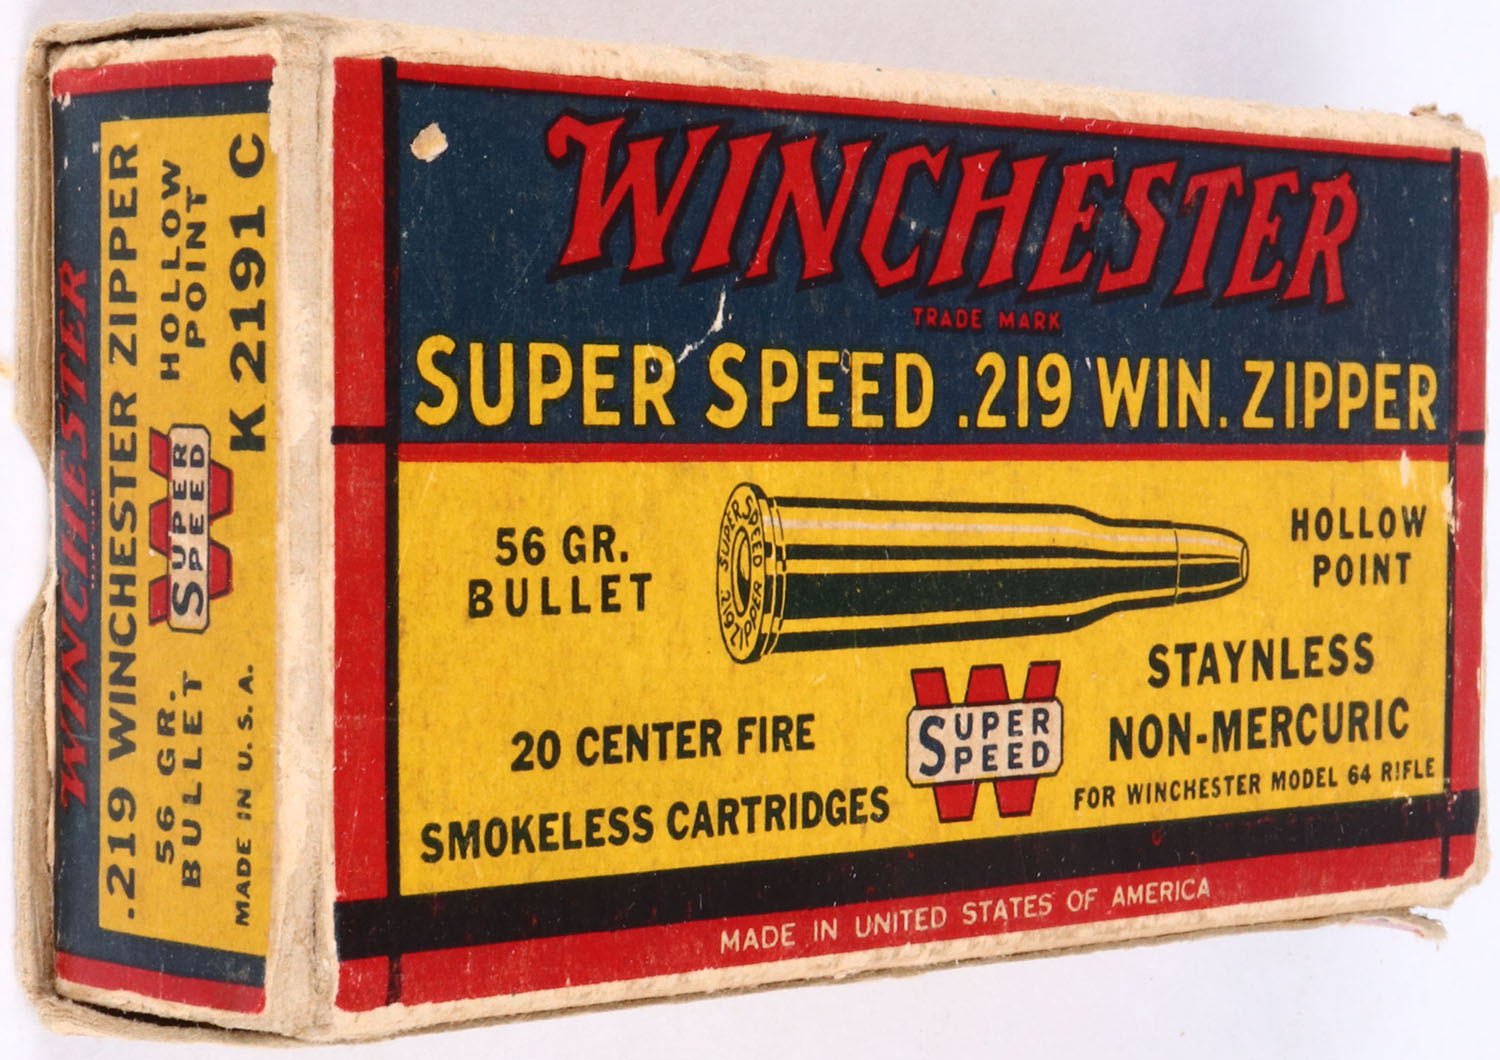 WINCHESTER
TRADE MARK
SUPER SPEED .219 WIN. ZIPPER
56 GR.
BULLET
SUPER SPEED
219 ZIPPER
HOLLOW
POINT
20 CENTER FIRE
SMOKELESS CARTRIDGES
W
SUPER
SPEED
STAYNLESS
NON-MERCURIC
FOR WINCHESTER MODEL 64 RIFLE
MADE IN UNITED STATES OF AMERICA
WINCHESTER
TRADE MARK
.219 WINCHESTER ZIPPER
56 GR.
BULLET
W
SUPER
SPEED
HOLLOW
POINT
MADE IN U.S.A.
K 2191 C